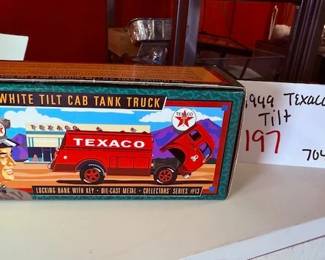 WHITE TILT CAB TANK TRUCK
TEXACO
LOCKING BANK WITH KEY - DIE-CAST METAL - COLLECTORS' SERIES #13
1949 Texaco
Tilt
197
704